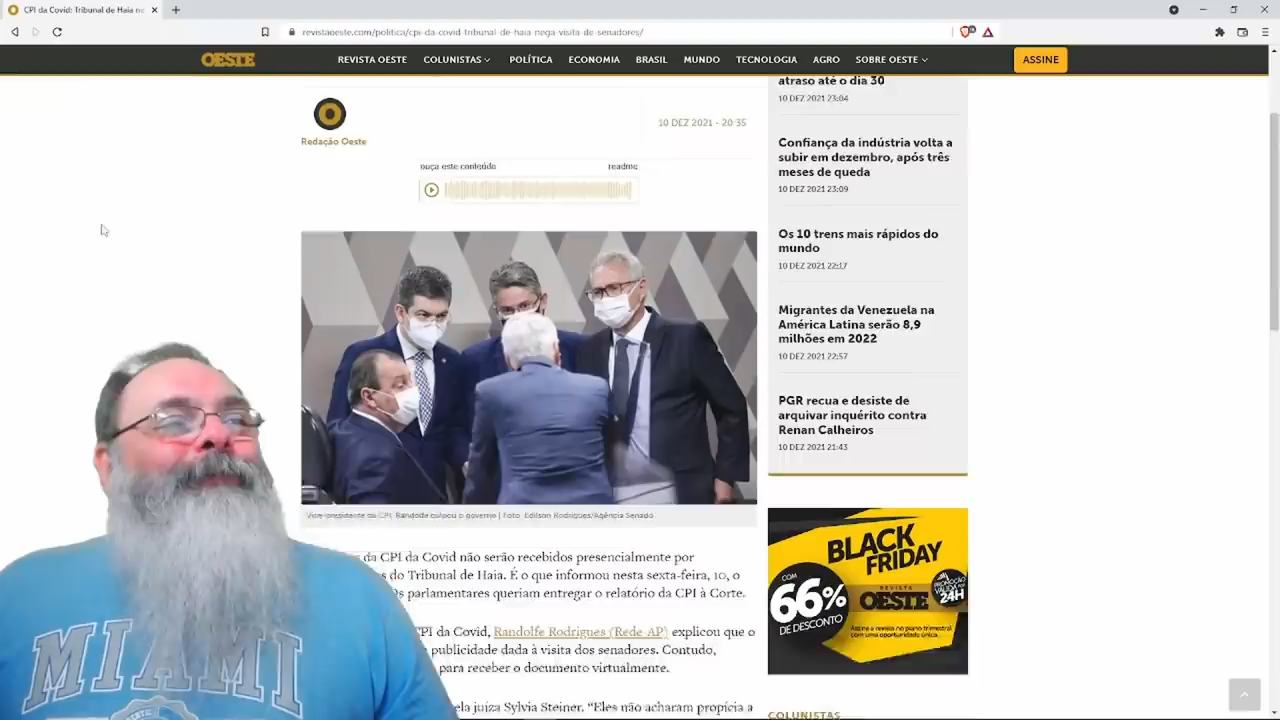 CPI da Covid: Tribunal de Haia
revistaoeste.com/politica/cpi-da-covid-tribunal-de-haia-nega-visita-de-senadores/
OESTE
REVISTA OESTE
COLUNISTAS
POLÍTICA
ECONOMIA
BRASIL
MUNDO
TECNOLOGIA
AGRO
SOBRE OESTE
ASSINE
Redação Oeste
10 DEZ 2021 - 20:35
ouça este conteúdo
readme
Vice-presidente da CPI, Randolfe culpou o governo | Foto: Edilson Rodrigues/Agência Senado
da CPI da Covid não serão recebidos presencialmente por
s do Tribunal de Haia. É o que informou nesta sexta-feira, 10, o
Os parlamentares queriam entregar o relatório da CPI à Corte.
CPI da Covid, Randolfe Rodrigues (Rede-AP) explicou que o
publicidade dada à visita dos senadores. Contudo,
para receber o documento virtualmente.
ela juíza Sylvia Steiner. “Eles não acharam propícia a
atraso até o dia 30
10 DEZ 2021 23:04
Confiança da indústria volta a
subir em dezembro, após três
meses de queda
10 DEZ 2021 23:09
Os 10 trens mais rápidos do
mundo
10 DEZ 2021 22:17
Migrantes da Venezuela na
América Latina serão 8,9
milhões em 2022
10 DEZ 2021 22:57
PGR recua e desiste de
arquivar inquérito contra
Renan Calheiros
10 DEZ 2021 21:43
BLACK
FRIDAY
COM
66%
DE DESCONTO
REVISTA
OESTE
PROMOÇÃO
VÁLIDA POR
24H
Assine a revista no plano trimestral
com uma oportunidade única.
COLUNISTAS
MIAMI